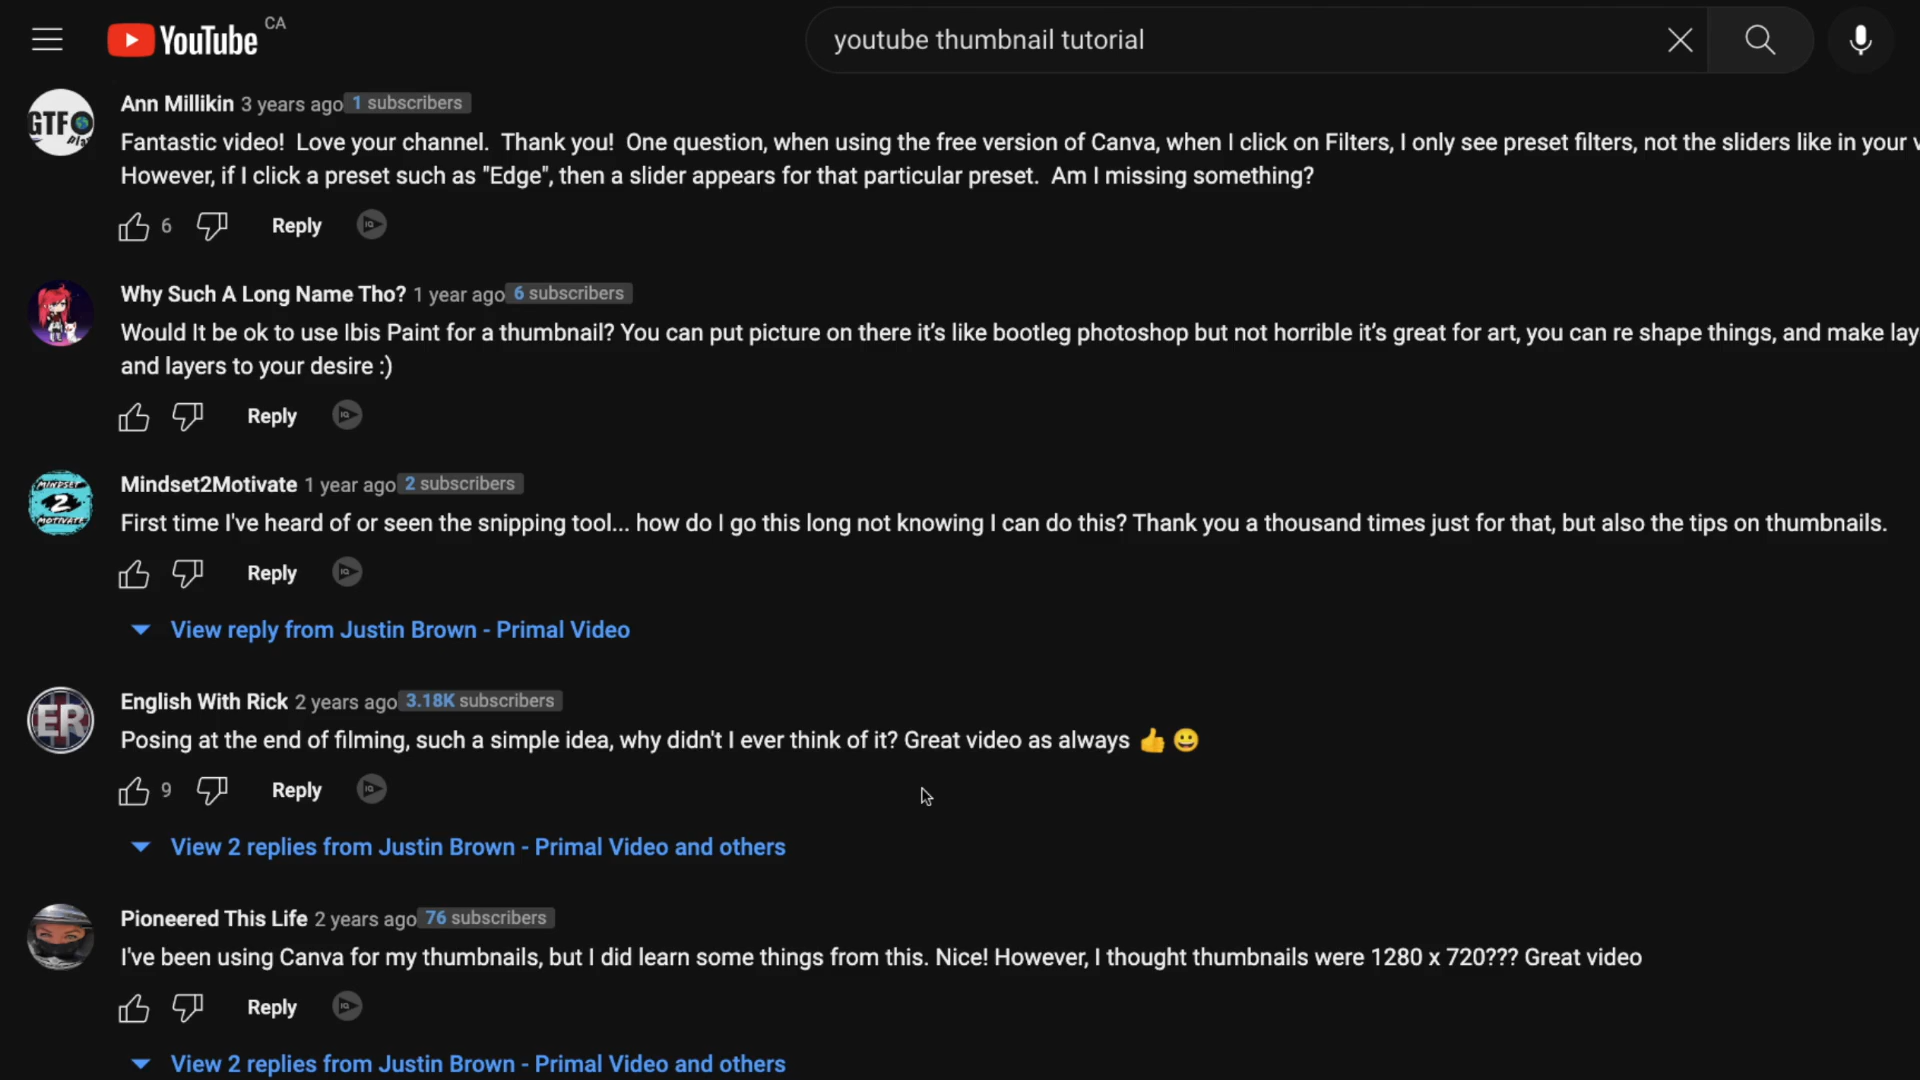 YouTube CA
youtube thumbnail tutorial
GTFO
Ann Millikin 3 years ago 1 subscribers
Fantastic video! Love your channel. Thank you! One question, when using the free version of Canva, when I click on Filters, I only see preset filters, not the sliders like in your
However, if I click a preset such as "Edge", then a slider appears for that particular preset. Am I missing something?
6 Reply IQ
Why Such A Long Name Tho? 1 year ago 6 subscribers
Would It be ok to use Ibis Paint for a thumbnail? You can put picture on there it’s like bootleg photoshop but not horrible it’s great for art, you can re shape things, and make lay
and layers to your desire :)
Reply IQ
MINDSET
2
MOTIVATE
Mindset2Motivate 1 year ago 2 subscribers
First time I've heard of or seen the snipping tool... how do I go this long not knowing I can do this? Thank you a thousand times just for that, but also the tips on thumbnails.
Reply IQ
View reply from Justin Brown - Primal Video
ER
English With Rick 2 years ago 3.18K subscribers
Posing at the end of filming, such a simple idea, why didn't I ever think of it? Great video as always 👍 😀
9 Reply IQ
View 2 replies from Justin Brown - Primal Video and others
Pioneered This Life 2 years ago 76 subscribers
I've been using Canva for my thumbnails, but I did learn some things from this. Nice! However, I thought thumbnails were 1280 x 720??? Great video
Reply IQ
View 2 replies from Justin Brown - Primal Video and others